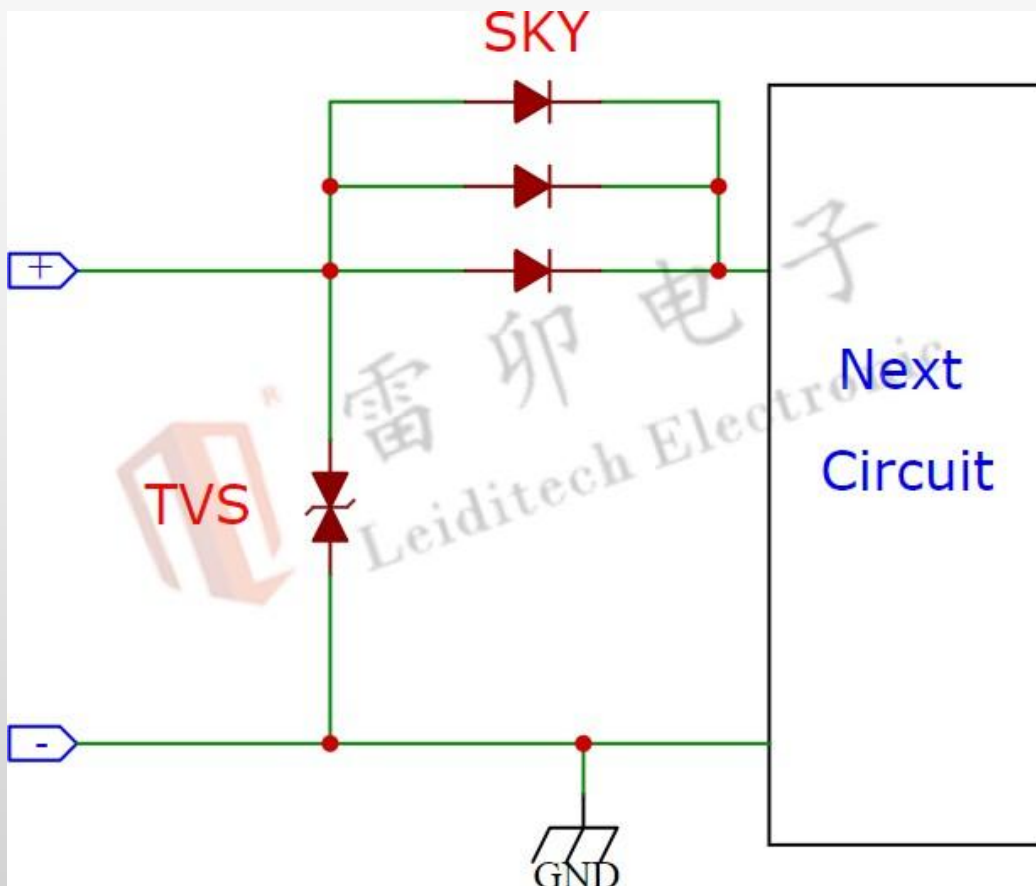 SKY
+
雷卯电子
Leiditech Electronic
®
TVS
Next
Circuit
-
GND